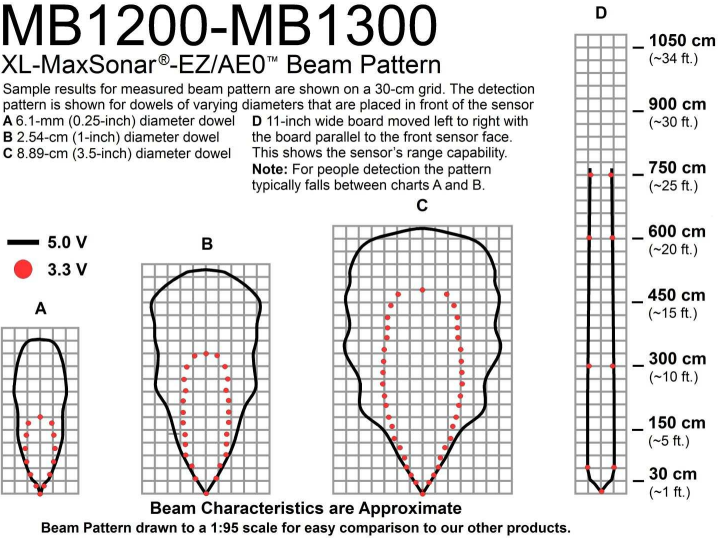 MB1200-MB1300
XL-MaxSonar®-EZ/AE0™ Beam Pattern
Sample results for measured beam pattern are shown on a 30-cm grid. The detection
pattern is shown for dowels of varying diameters that are placed in front of the sensor
A 6.1-mm (0.25-inch) diameter dowel
B 2.54-cm (1-inch) diameter dowel
C 8.89-cm (3.5-inch) diameter dowel
D 11-inch wide board moved left to right with
the board parallel to the front sensor face.
This shows the sensor's range capability.
Note: For people detection the pattern
typically falls between charts A and B.
5.0 V
3.3 V
A
B
C
D
1050 cm
(~34 ft.)
900 cm
(~30 ft.)
750 cm
(~25 ft.)
600 cm
(~20 ft.)
450 cm
(~15 ft.)
300 cm
(~10 ft.)
150 cm
(~5 ft.)
30 cm
(~1 ft.)
Beam Characteristics are Approximate
Beam Pattern drawn to a 1:95 scale for easy comparison to our other products.